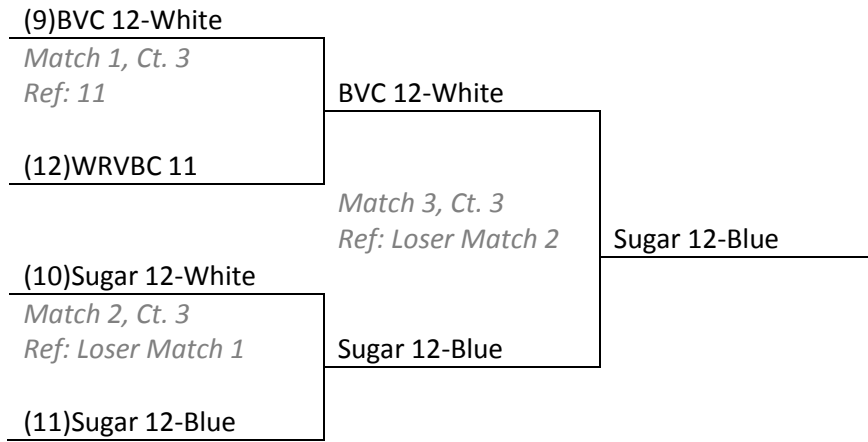 (9)BVC 12-White
Match 1, Ct. 3
Ref: 11
BVC 12-White
(12)WRVBC 11
Match 3, Ct. 3
Ref: Loser Match 2
Sugar 12-Blue
(10)Sugar 12-White
Match 2, Ct. 3
Ref: Loser Match 1
Sugar 12-Blue
(11)Sugar 12-Blue